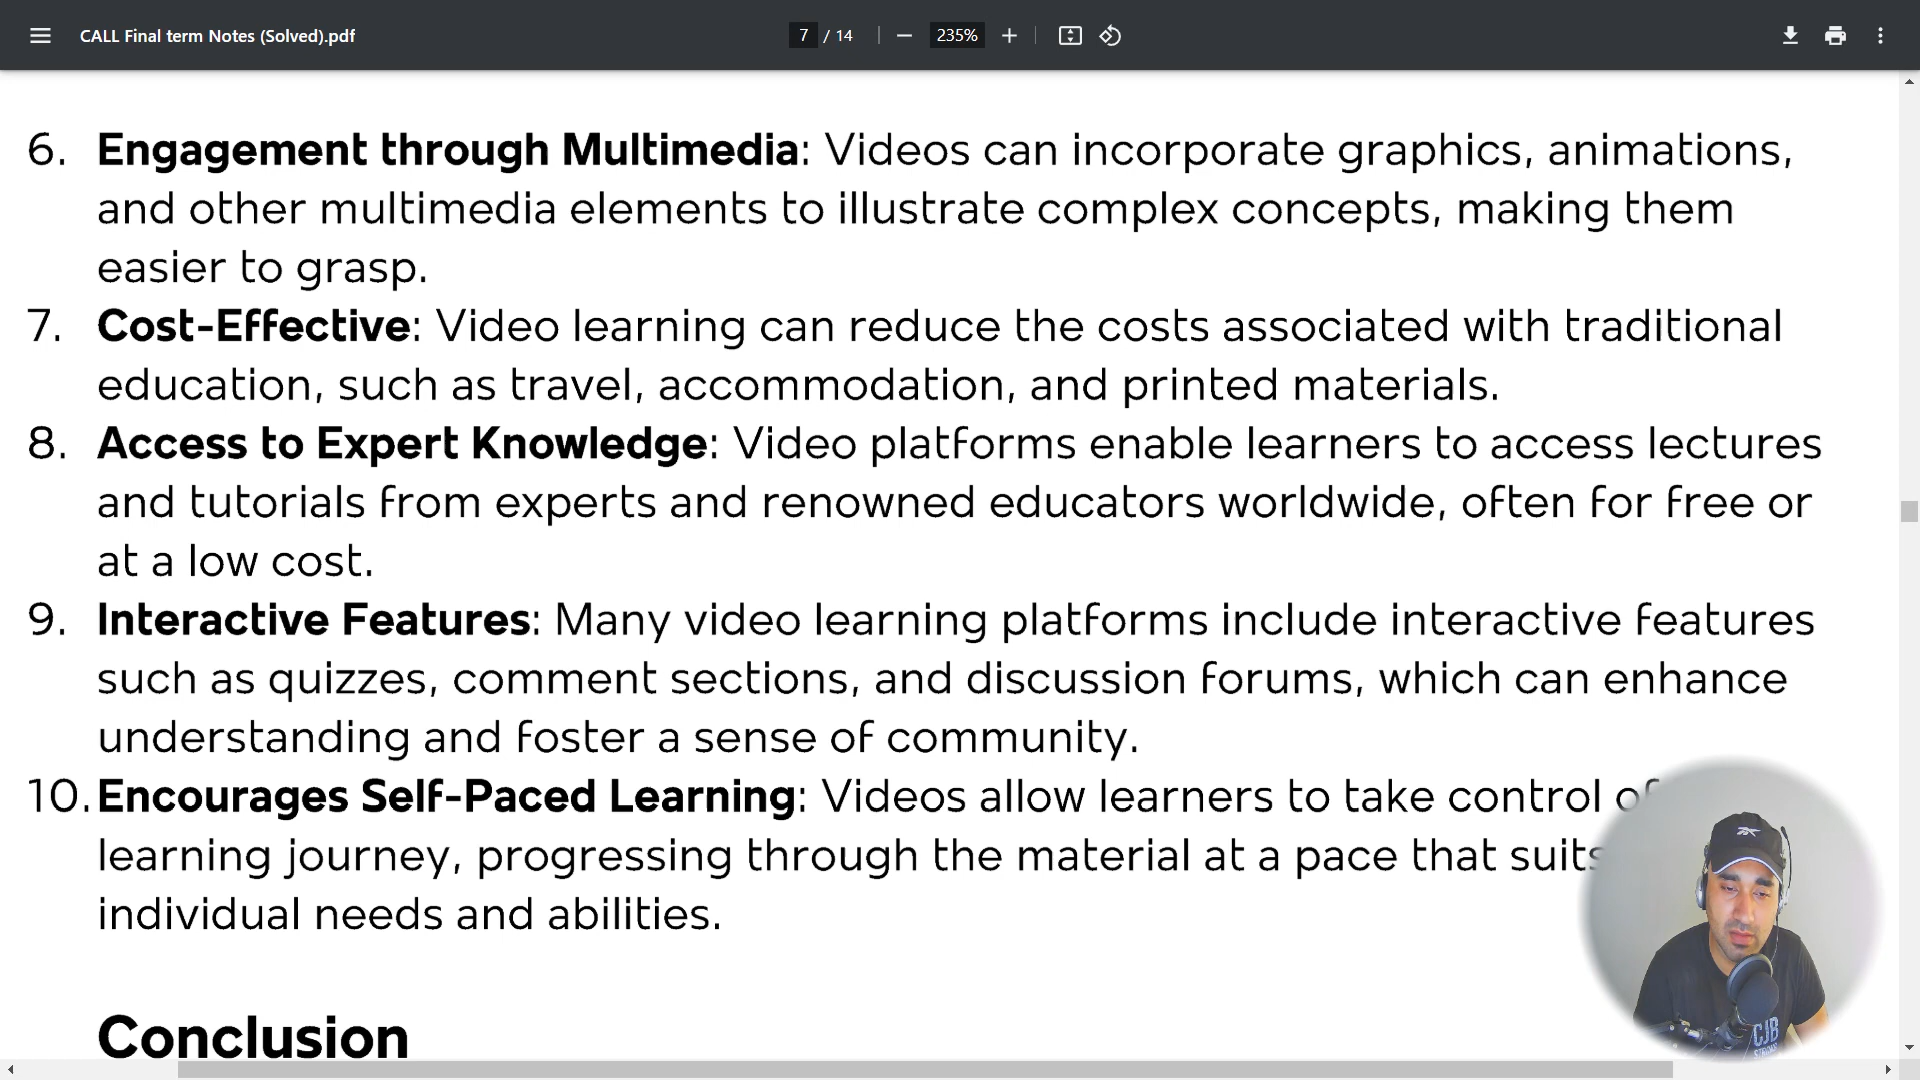 CALL Final term Notes (Solved).pdf
7 / 14
235%
6. Engagement through Multimedia: Videos can incorporate graphics, animations,
and other multimedia elements to illustrate complex concepts, making them
easier to grasp.
7. Cost-Effective: Video learning can reduce the costs associated with traditional
education, such as travel, accommodation, and printed materials.
8. Access to Expert Knowledge: Video platforms enable learners to access lectures
and tutorials from experts and renowned educators worldwide, often for free or
at a low cost.
9. Interactive Features: Many video learning platforms include interactive features
such as quizzes, comment sections, and discussion forums, which can enhance
understanding and foster a sense of community.
10. Encourages Self-Paced Learning: Videos allow learners to take control of
learning journey, progressing through the material at a pace that suits
individual needs and abilities.
Conclusion
CJB